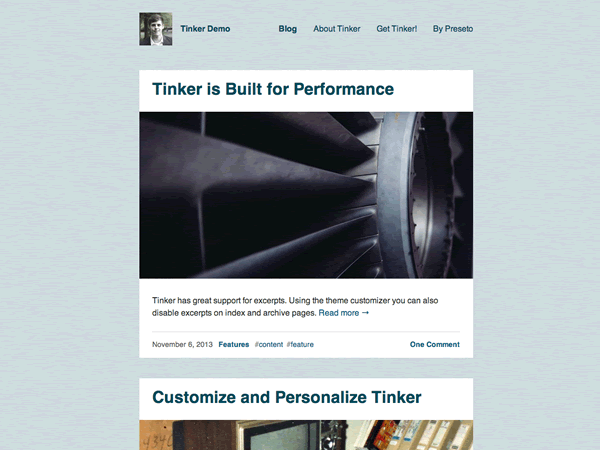 Tinker Demo
Blog About Tinker Get Tinker! By Preseto
Tinker is Built for Performance
Tinker has great support for excerpts. Using the theme customizer you can also
disable excerpts on index and archive pages. Read more →
November 6, 2013 Features #content #feature One Comment
Customize and Personalize Tinker
4340